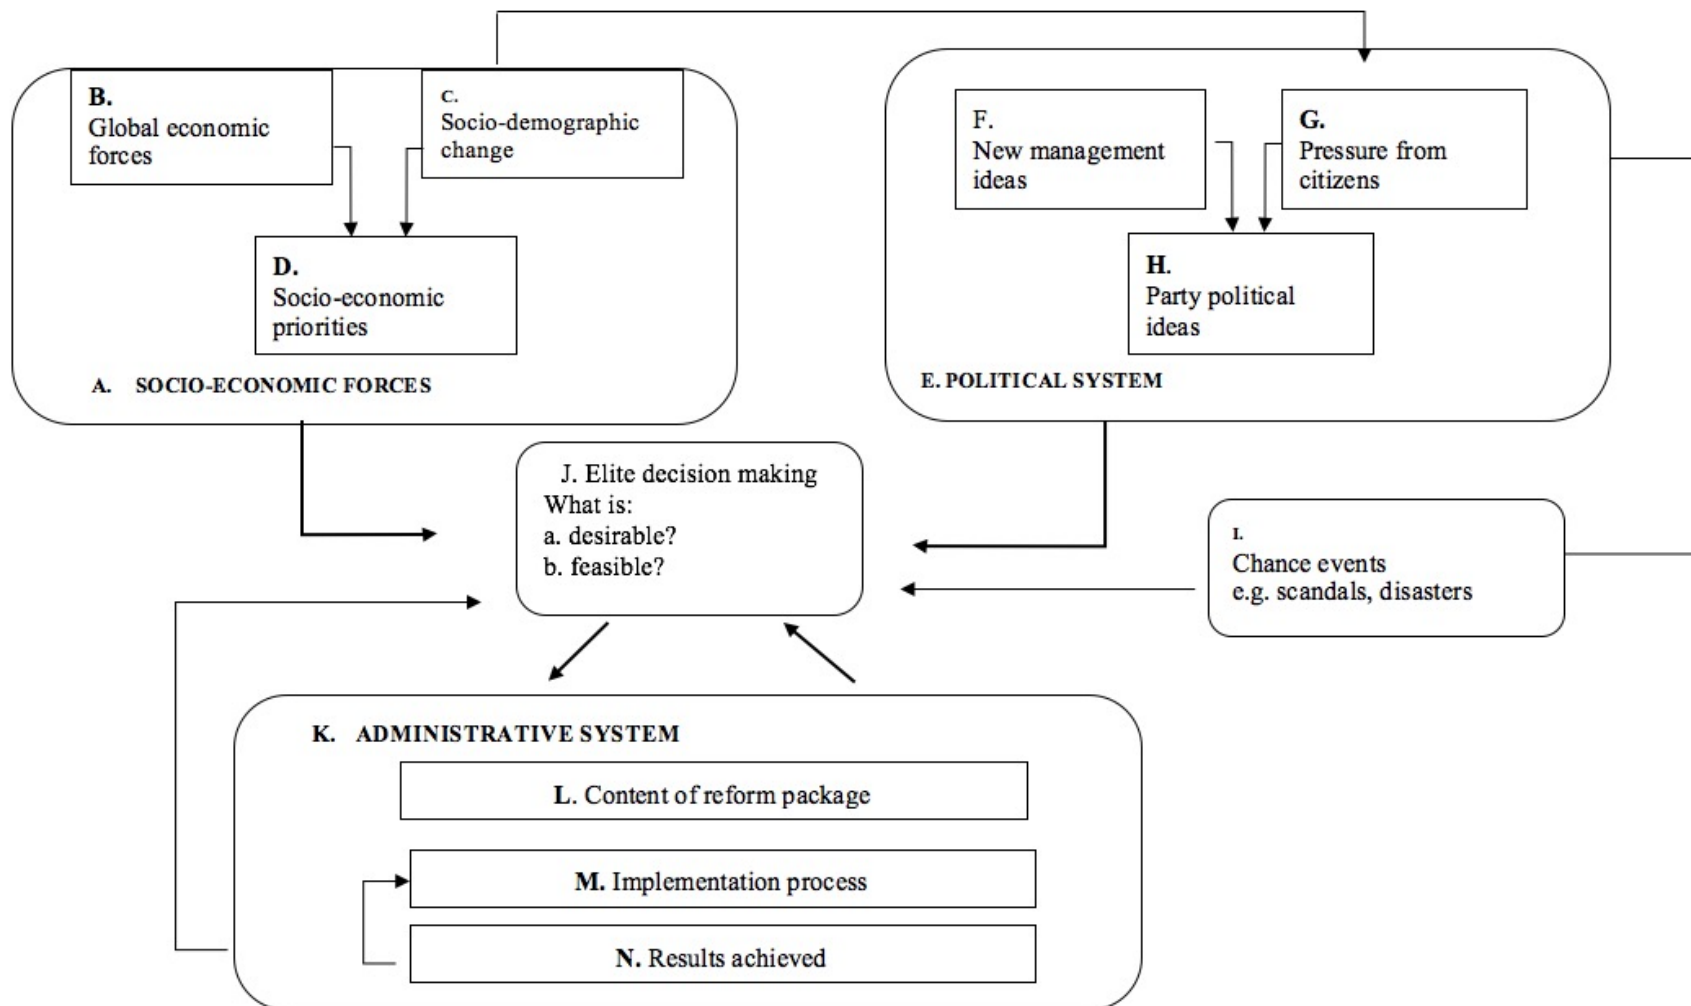 B.
Global economic
forces
C.
Socio-demographic
change
D.
Socio-economic
priorities
A. SOCIO-ECONOMIC FORCES
F.
New management
ideas
G.
Pressure from
citizens
H.
Party political
ideas
E. POLITICAL SYSTEM
J. Elite decision making
What is:
a. desirable?
b. feasible?
I.
Chance events
e.g. scandals, disasters
K. ADMINISTRATIVE SYSTEM
L. Content of reform package
M. Implementation process
N. Results achieved